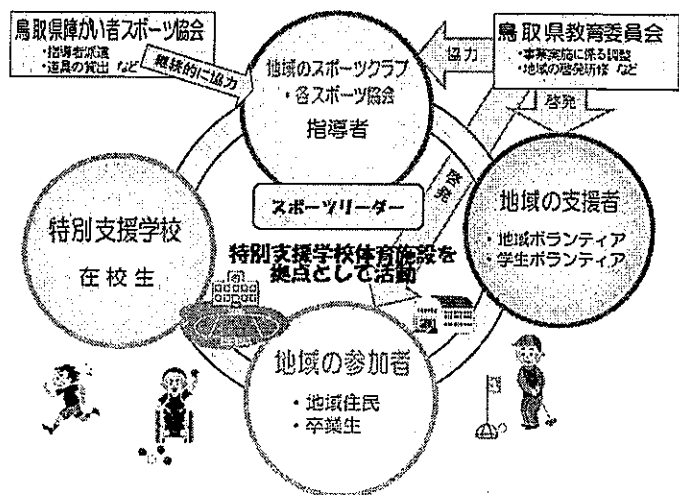 鳥取県障がい者スポーツ協会
・指導者派遣
・道具の貸出 など
継続的に協力
地域のスポーツクラブ
・各スポーツ協会
指導者
協力
鳥取県教育委員会
・事業実施に係る調整
・地域の啓発研修 など
啓発
啓発
スポーツリーダー
特別支援学校体育施設を
拠点として活動
特別支援学校
在校生
地域の支援者
・地域ボランティア
・学生ボランティア
地域の参加者
・地域住民
・卒業生